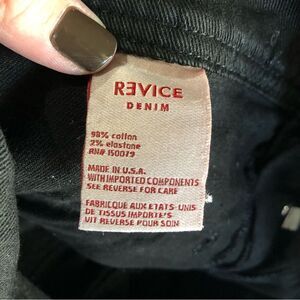 REVICE
DENIM
98% cotton
2% elastane
RN# 150079
MADE IN U.S.A.
WITH IMPORTED COMPONENTS
SEE REVERSE FOR CARE
FABRIQUE AUX ETATS-UNIS
DE TISSUS IMPORTE'S
VIT REVERSE POUR SOIN